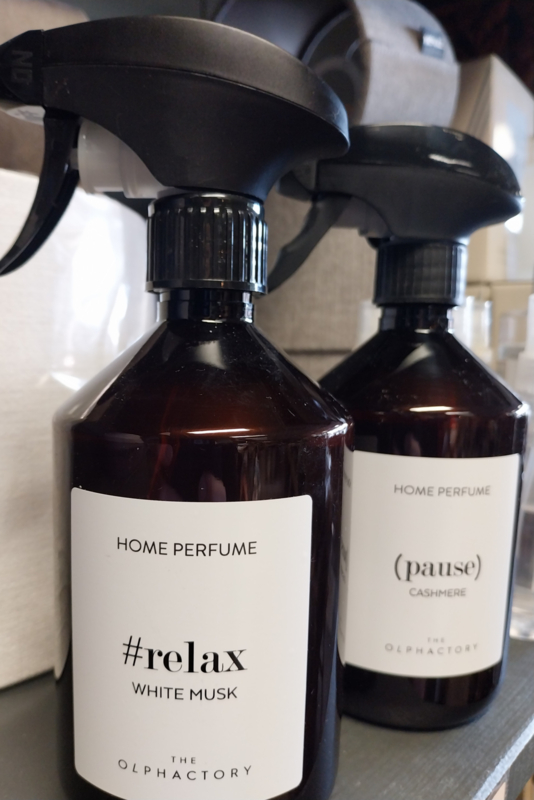 HOME PERFUME
#relax
WHITE MUSK
THE
OLPHACTORY
HOME PERFUME
(pause)
CASHMERE
THE
OLPHACTORY